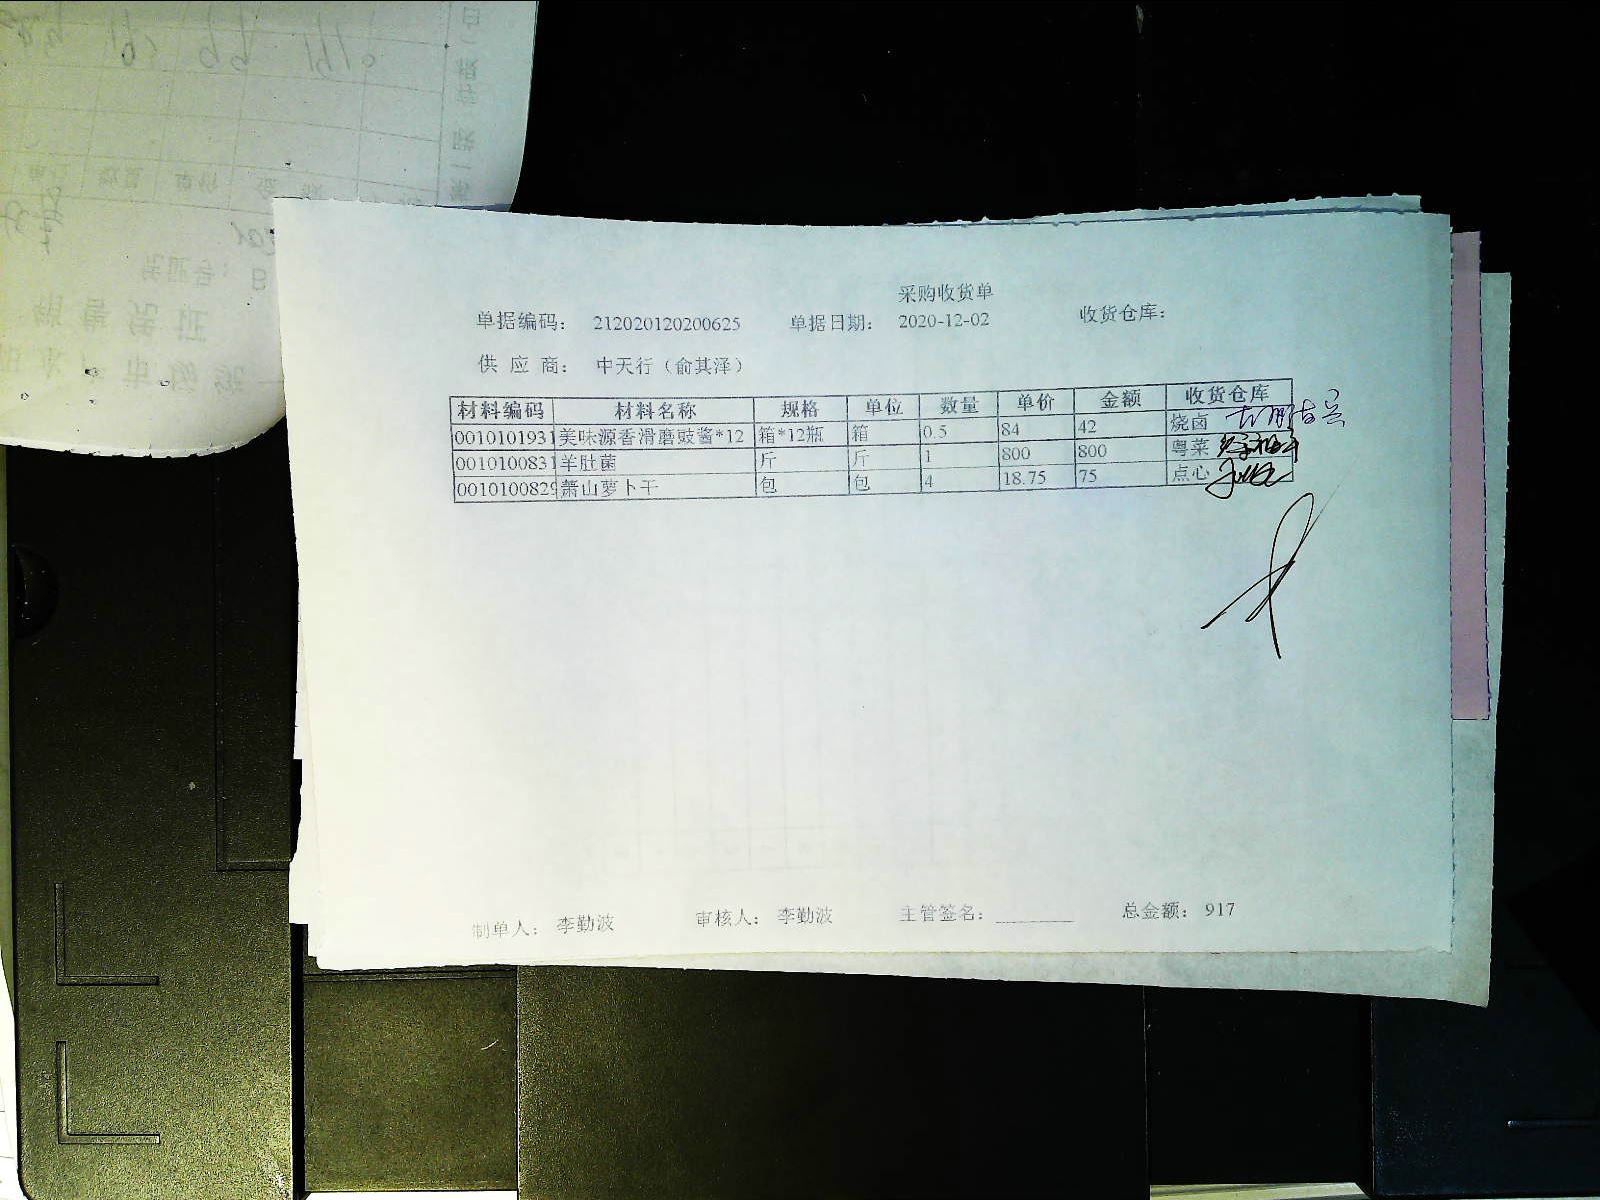 采购收货单
单据编码： 212020120200625 单据日期： 2020-12-02 收货仓库：
供 应 商： 中天行（俞其泽）
材料编码 材料名称 规格 单位 数量 单价 金额 收货仓库
0010101931 美味源香滑磨豉酱*12 箱*12瓶 箱 0.5 84 42 烧卤
0010100831 羊肚菌 斤 斤 1 800 800 粤菜
0010100829 萧山萝卜干 包 包 4 18.75 75 点心
制单人： 李勤波 审核人： 李勤波 主管签名： 总金额： 917